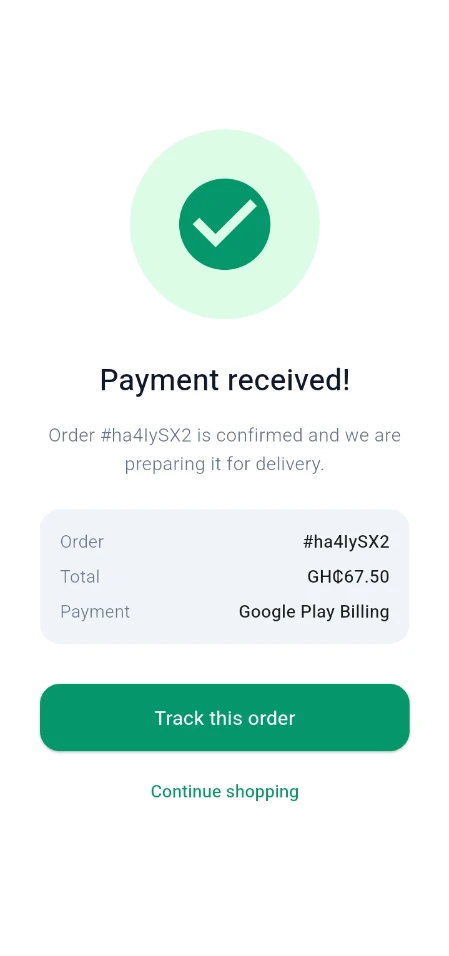 Payment received!
Order #ha4IySX2 is confirmed and we are
preparing it for delivery.
Order #ha4IySX2
Total GH₵67.50
Payment Google Play Billing
Track this order
Continue shopping